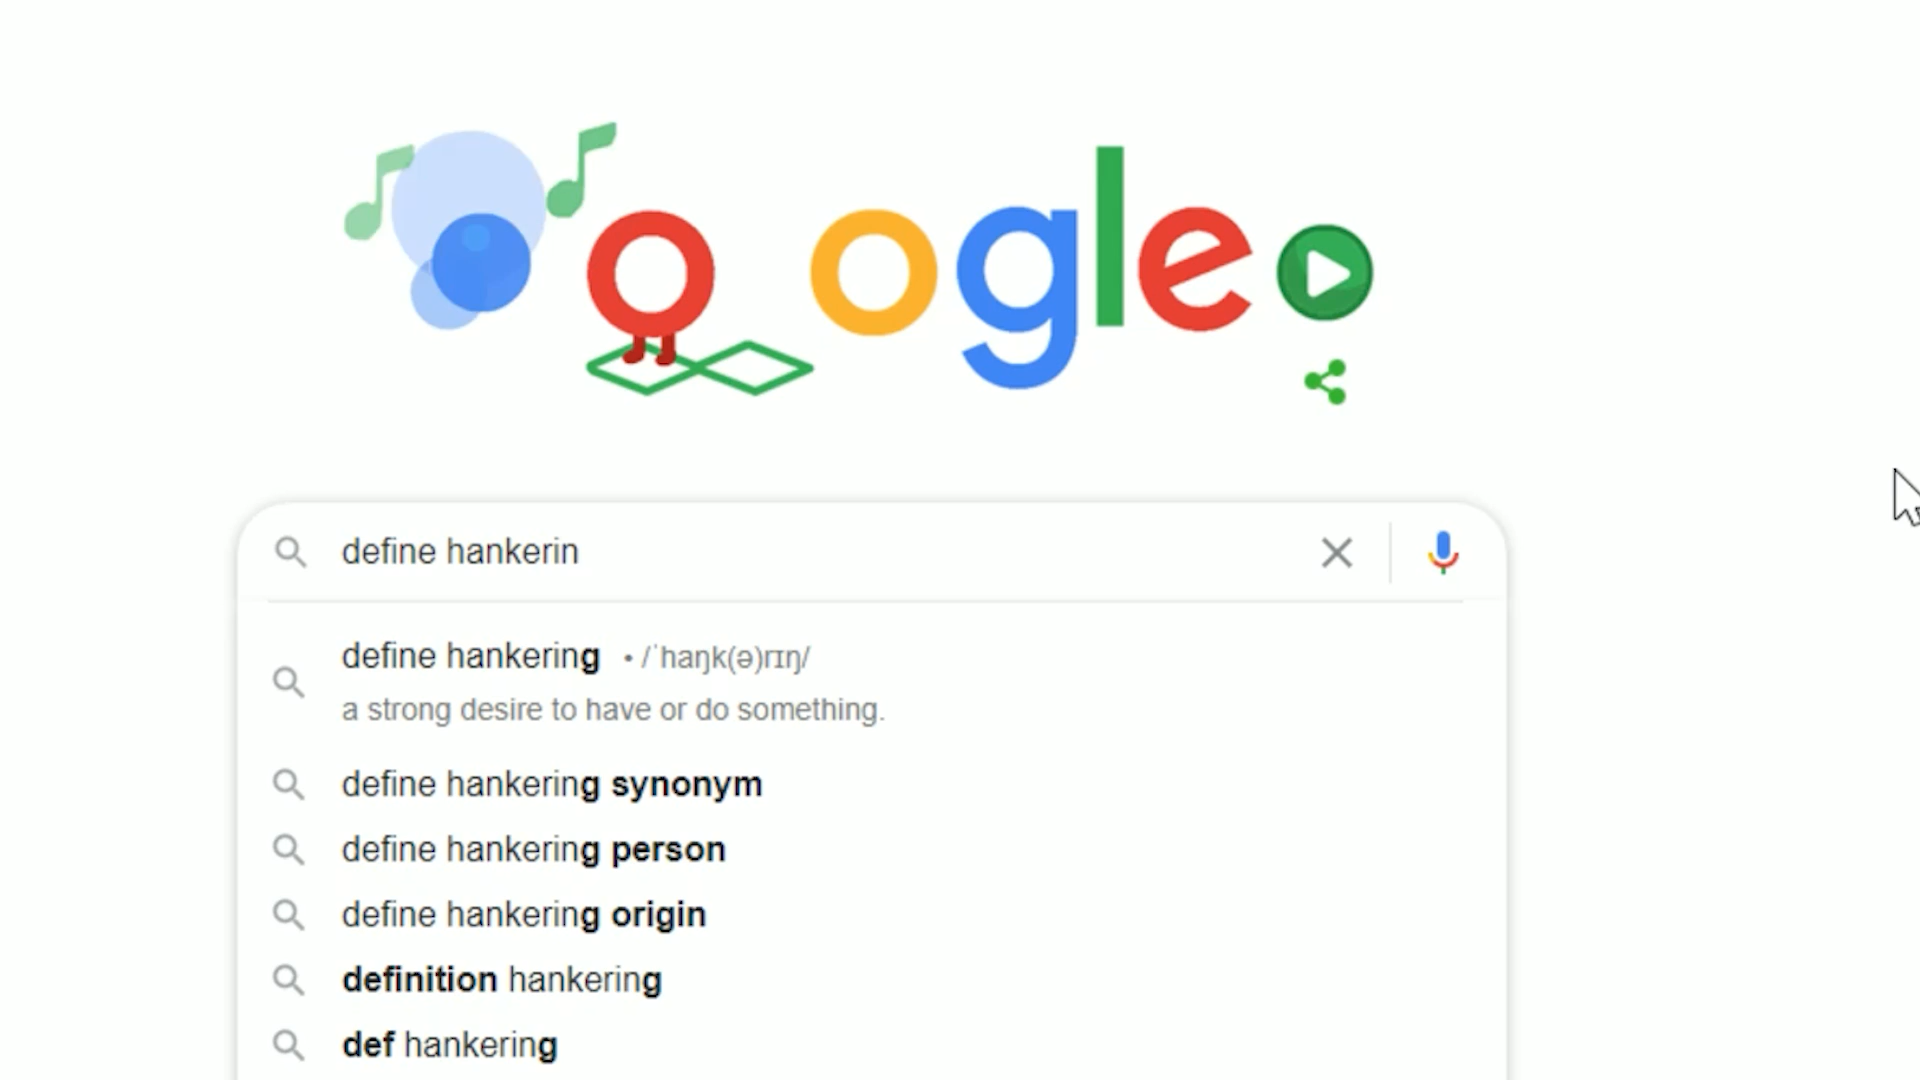 oogle
define hankerin
define hankering • /ˈhaŋk(ə)rɪŋ/
a strong desire to have or do something.
define hankering synonym
define hankering person
define hankering origin
definition hankering
def hankering